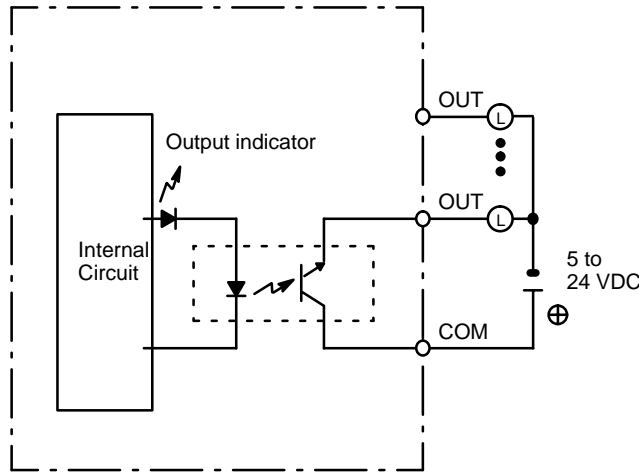 OUT
L
Output indicator
OUT
L
Internal
Circuit
5 to
24 VDC
COM